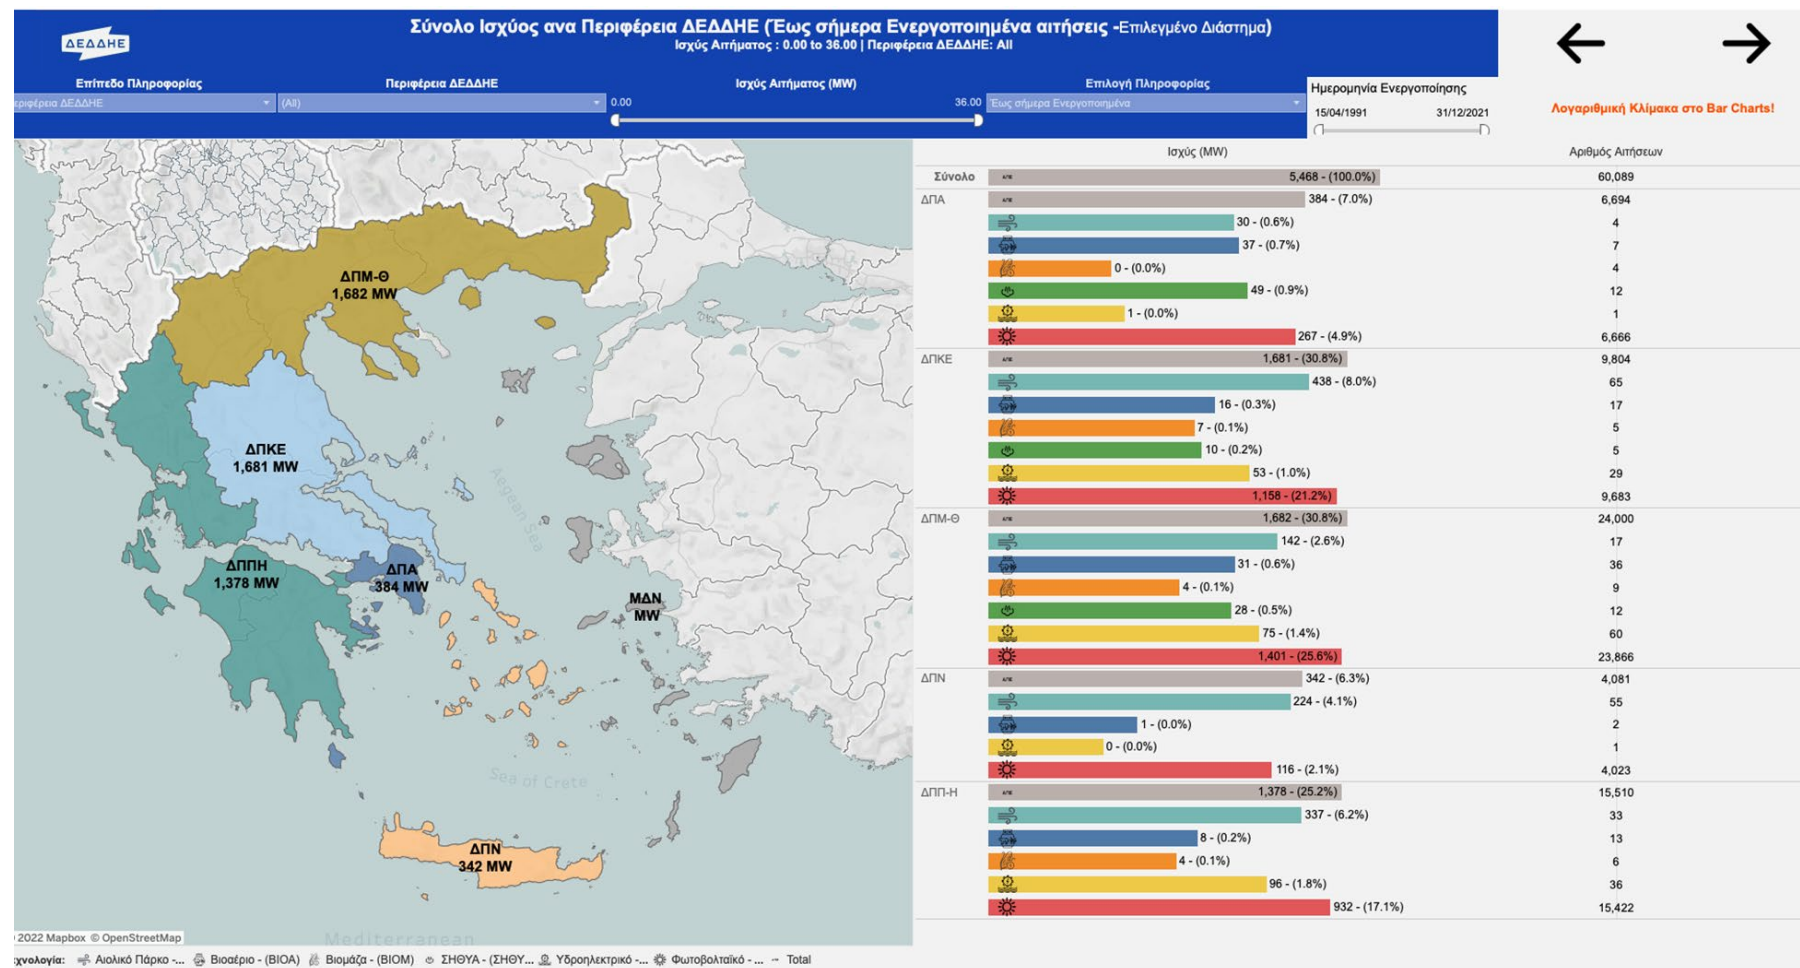 ΔΕΔΔΗΕ
Σύνολο Ισχύος ανα Περιφέρεια ΔΕΔΔΗΕ (Έως σήμερα Ενεργοποιημένα αιτήσεις -Επιλεγμένο Διάστημα)
Ισχύς Αιτήματος : 0.00 to 36.00 | Περιφέρεια ΔΕΔΔΗΕ: All
Επίπεδο Πληροφορίας
Περιφέρεια ΔΕΔΔΗΕ
Ισχύς Αιτήματος (MW)
Επιλογή Πληροφορίας
Ημερομηνία Ενεργοποίησης
εριφέρεια ΔΕΔΔΗΕ
(All)
0.00
36.00
Έως σήμερα Ενεργοποιημένα
15/04/1991
31/12/2021
Λογαριθμική Κλίμακα στο Bar Charts!
Ισχύς (MW)
Αριθμός Αιτήσεων
Σύνολο ΑΠΕ 5,468 - (100.0%) 60,089
ΔΠΑ ΑΠΕ 384 - (7.0%) 6,694
30 - (0.6%) 4
37 - (0.7%) 7
0 - (0.0%) 4
49 - (0.9%) 12
1 - (0.0%) 1
267 - (4.9%) 6,666
ΔΠΚΕ ΑΠΕ 1,681 - (30.8%) 9,804
438 - (8.0%) 65
16 - (0.3%) 17
7 - (0.1%) 5
10 - (0.2%) 5
53 - (1.0%) 29
1,158 - (21.2%) 9,683
ΔΠΜ-Θ ΑΠΕ 1,682 - (30.8%) 24,000
142 - (2.6%) 17
31 - (0.6%) 36
4 - (0.1%) 9
28 - (0.5%) 12
75 - (1.4%) 60
1,401 - (25.6%) 23,866
ΔΠΝ ΑΠΕ 342 - (6.3%) 4,081
224 - (4.1%) 55
1 - (0.0%) 2
0 - (0.0%) 1
116 - (2.1%) 4,023
ΔΠΠ-Η ΑΠΕ 1,378 - (25.2%) 15,510
337 - (6.2%) 33
8 - (0.2%) 13
4 - (0.1%) 6
96 - (1.8%) 36
932 - (17.1%) 15,422
ΔΠΜ-Θ
1,682 MW
ΔΠΚΕ
1,681 MW
Aegean Sea
ΔΠΠΗ
1,378 MW
ΔΠΑ
384 MW
ΜΔΝ
MW
Sea of Crete
ΔΠΝ
342 MW
Mediterranean
2022 Mapbox © OpenStreetMap
εχνολογία: Αιολικό Πάρκο -... Βιοαέριο - (ΒΙΟΑ) Βιομάζα - (ΒΙΟΜ) ΣΗΘΥΑ - (ΣΗΘΥ... Υδροηλεκτρικό -... Φωτοβολταϊκό - ... Total